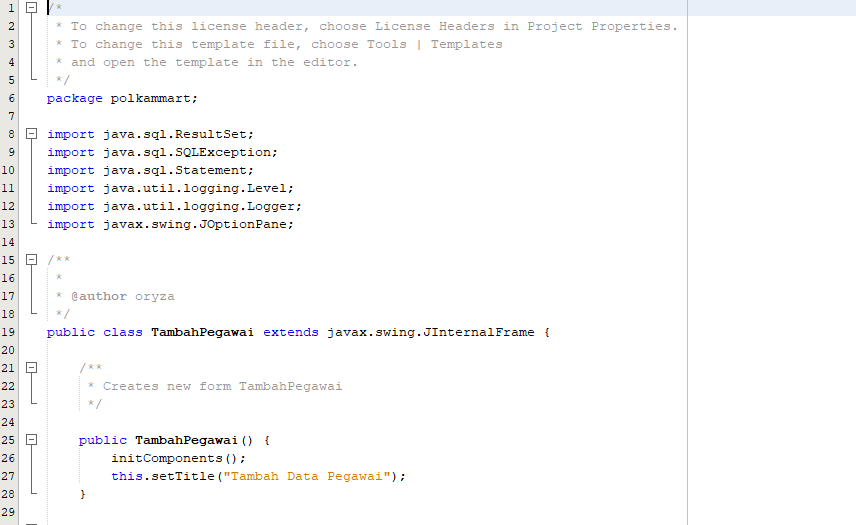 1 /*
2  * To change this license header, choose License Headers in Project Properties.
3  * To change this template file, choose Tools | Templates
4  * and open the template in the editor.
5  */
6 package polkammart;
7
8 import java.sql.ResultSet;
9 import java.sql.SQLException;
10 import java.sql.Statement;
11 import java.util.logging.Level;
12 import java.util.logging.Logger;
13 import javax.swing.JOptionPane;
14
15 /**
16  *
17  * @author oryza
18  */
19 public class TambahPegawai extends javax.swing.JInternalFrame {
20
21     /**
22      * Creates new form TambahPegawai
23      */
24
25     public TambahPegawai() {
26         initComponents();
27         this.setTitle("Tambah Data Pegawai");
28     }
29